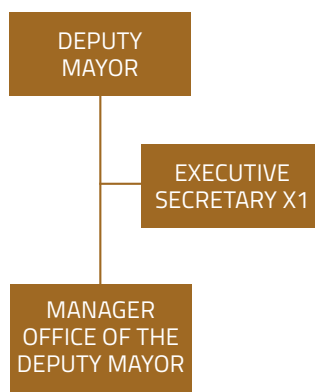 DEPUTY
MAYOR
EXECUTIVE
SECRETARY X1
MANAGER
OFFICE OF THE
DEPUTY MAYOR